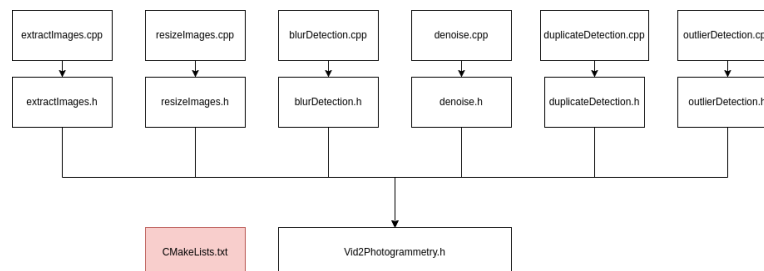 extractImages.cpp
resizeImages.cpp
blurDetection.cpp
denoise.cpp
duplicateDetection.cpp
outlierDetection.cp
extractImages.h
resizeImages.h
blurDetection.h
denoise.h
duplicateDetection.h
outlierDetection.h
CMakeLists.txt
Vid2Photogrammetry.h